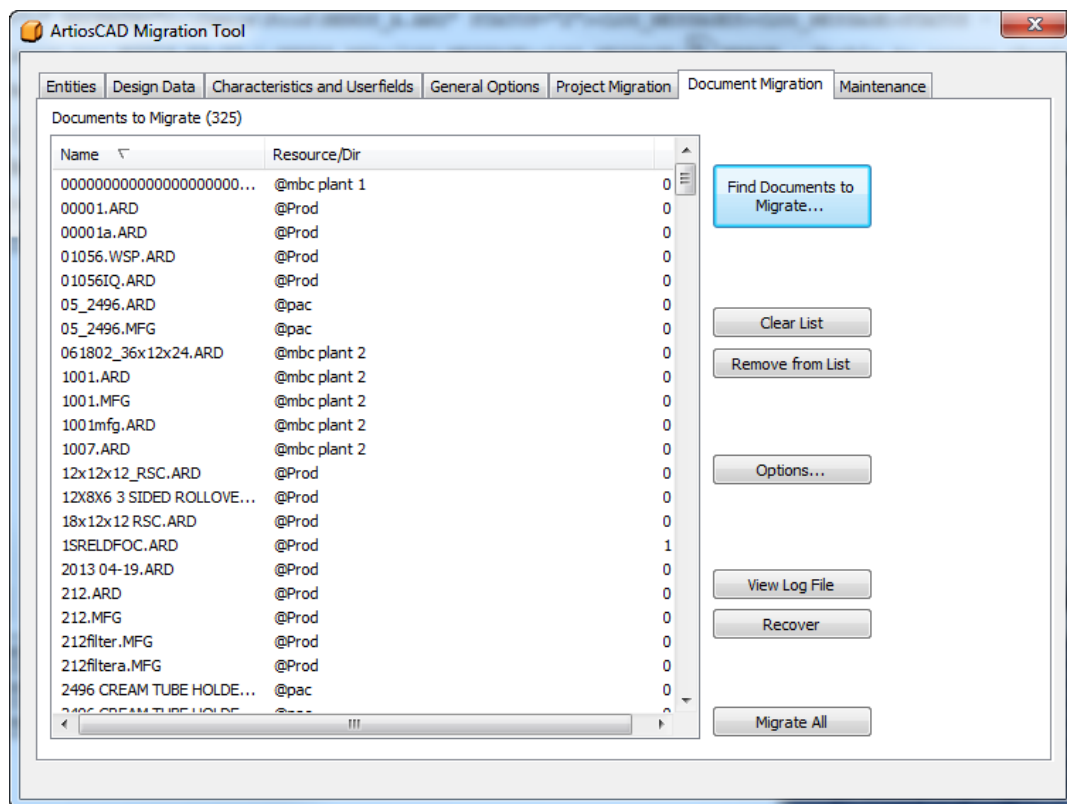 ArtiosCAD Migration Tool
Entities Design Data Characteristics and Userfields General Options Project Migration Document Migration Maintenance
Documents to Migrate (325)
Name Resource/Dir
000000000000000000000... @mbc plant 1 0
00001.ARD @Prod 0
00001a.ARD @Prod 0
01056.WSP.ARD @Prod 0
01056IQ.ARD @Prod 0
05_2496.ARD @pac 0
05_2496.MFG @pac 0
061802_36x12x24.ARD @mbc plant 2 0
1001.ARD @mbc plant 2 0
1001.MFG @mbc plant 2 0
1001mfg.ARD @mbc plant 2 0
1007.ARD @mbc plant 2 0
12x12x12_RSC.ARD @Prod 0
12X8X6 3 SIDED ROLLOVE... @Prod 0
18x12x12 RSC.ARD @Prod 0
1SRELDFOC.ARD @Prod 1
2013 04-19.ARD @Prod 0
212.ARD @Prod 0
212.MFG @Prod 0
212filter.MFG @Prod 0
212filtera.MFG @Prod 0
2496 CREAM TUBE HOLDE... @pac 0
Find Documents to
Migrate...
Clear List
Remove from List
Options...
View Log File
Recover
Migrate All